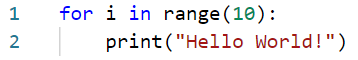 1 for i in range(10):
2     print("Hello World!")